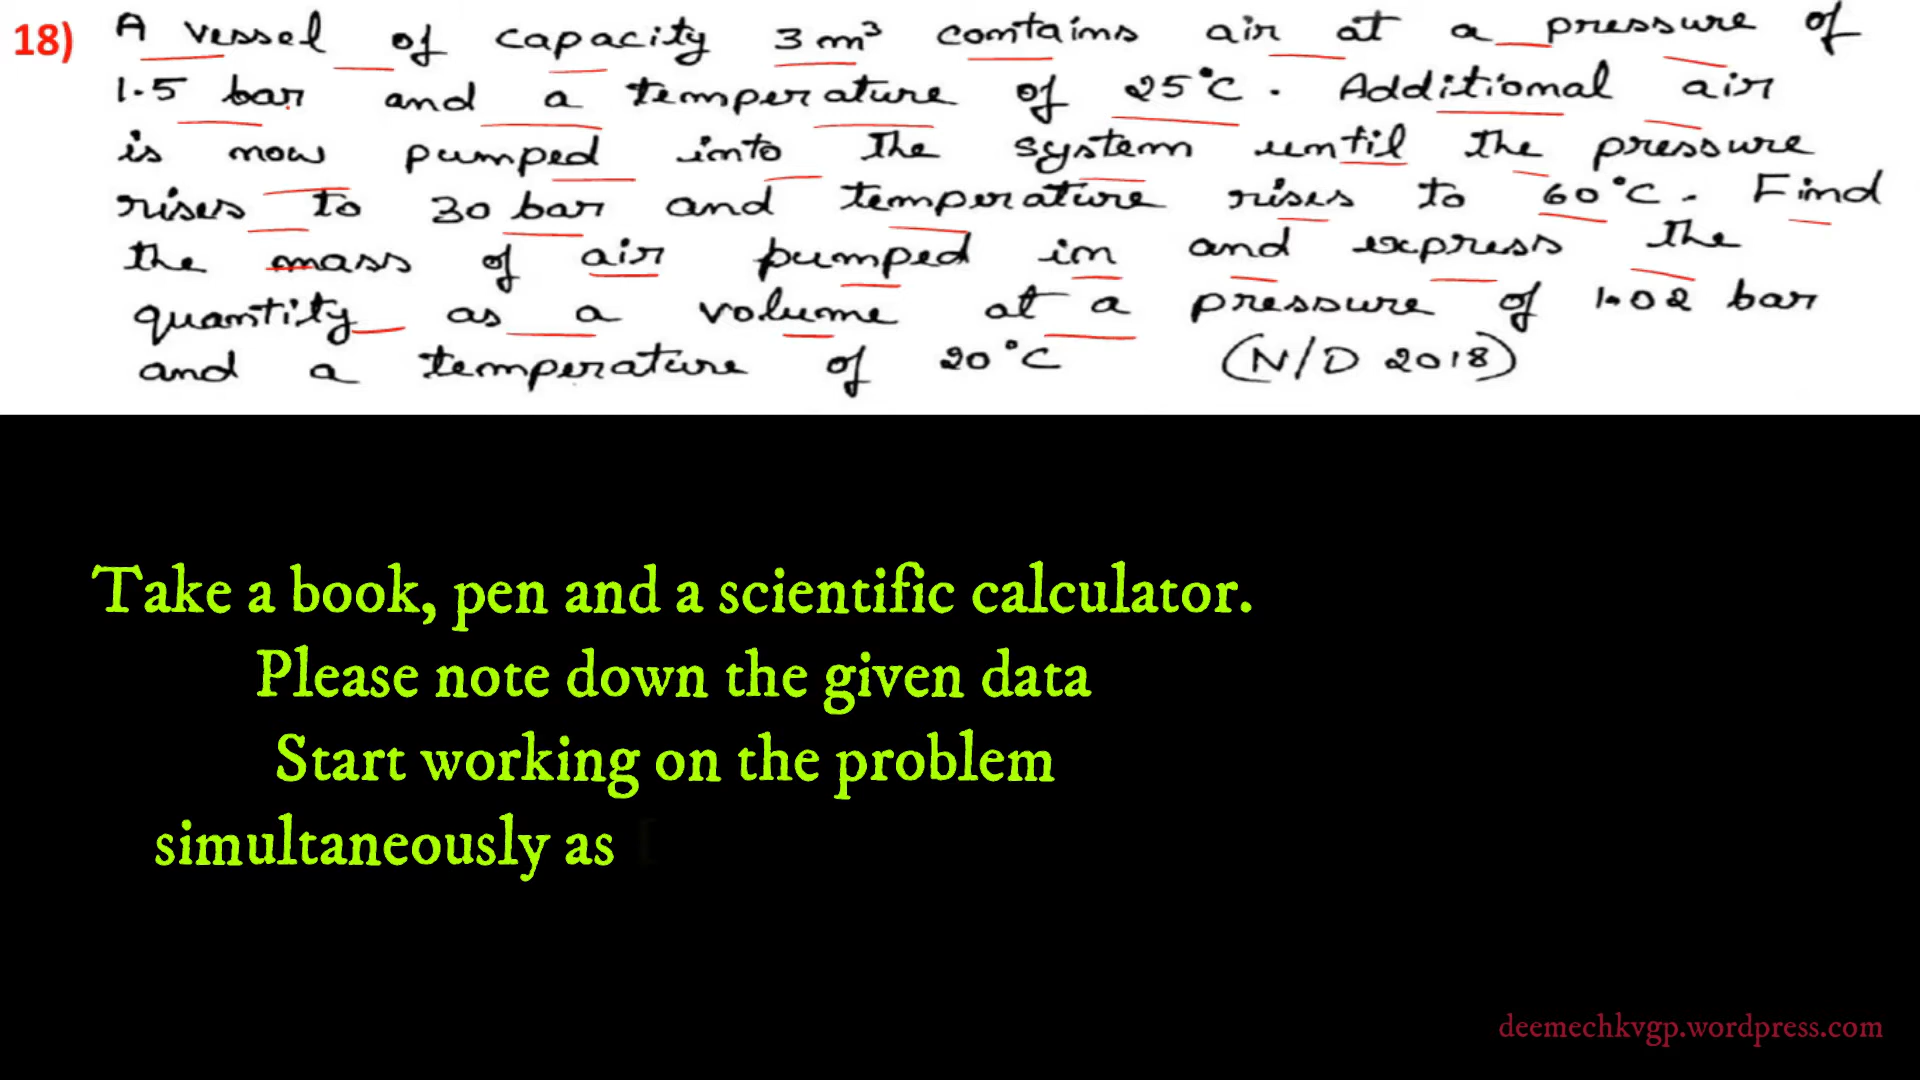 18) A vessel of capacity 3 m³ contains air at a pressure of
1.5 bar and a temperature of 25°C. Additional air
is now pumped into the system until the pressure
rises to 30 bar and temperature rises to 60°C. Find
the mass of air pumped in and express the
quantity as a volume at a pressure of 1.02 bar
and a temperature of 20°C (N/D 2018)
Take a book, pen and a scientific calculator.
Please note down the given data
Start working on the problem
simultaneously as
deemechkvgp.wordpress.com